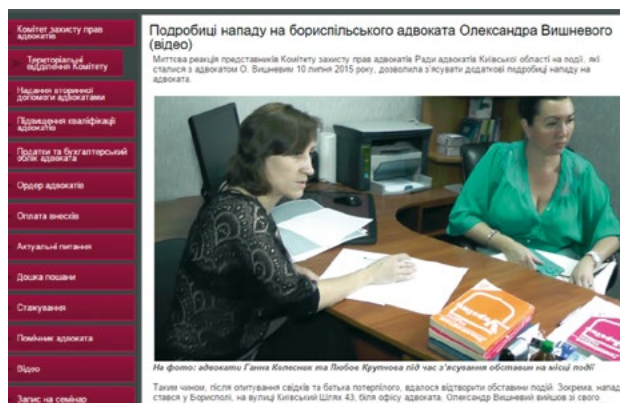 Комітет захисту прав
адвокатів
Територіальні
відділення Комітету
Надання вторинної
допомоги адвокатами
Підвищення кваліфікації
адвокатів
Податки та бухгалтерський
облік адвоката
Ордер адвокатів
Оплата внесків
Актуальні питання
Дошка пошани
Стажування
Помічник адвоката
Відео
Запис на семінар
Подробиці нападу на бориспільського адвоката Олександра Вишневого
(відео)
Миттєва реакція представників Комітету захисту прав адвокатів Ради адвокатів Київської області на події, які
сталися з адвокатом О. Вишневим 10 липня 2015 року, дозволила з'ясувати додаткові подробиці нападу на
адвоката.
На фото: адвокати Ганна Колесник та Любов Крупнова під час з'ясування обставин на місці події
Таким чином, після опитування свідків та батька потерпілого, вдалося відтворити обставини подій. Зокрема, напад
стався у Борисполі, на вулиці Київський Шлях 43, біля офісу адвоката. Олександр Вишневий вийшов зі свого